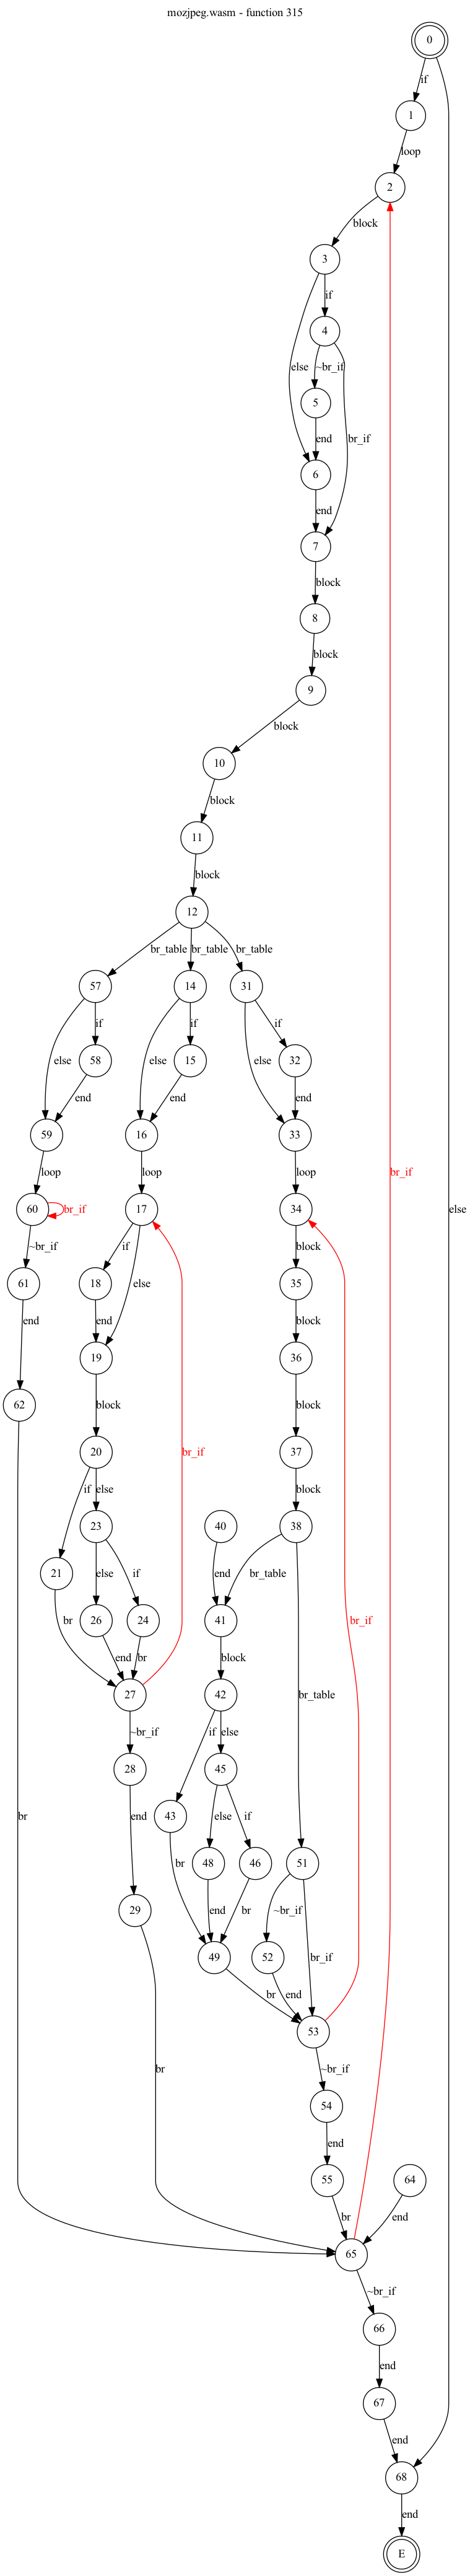 mozjpeg.wasm - function 315
0
if
1
loop
2
block
3
if
4
else
~br_if
5
br_if
end
6
end
7
block
8
block
9
block
10
block
11
block
12
br_table
br_table
br_table
57
14
31
if
if
if
else
58
else
15
else
32
end
end
end
59
16
33
loop
loop
loop
60
br_if
17
34
br_if
else
~br_if
if
block
61
18
else
35
end
end
block
62
19
36
block
block
20
br_if
37
if
else
block
23
40
38
else
if
end
br_table
21
26
24
41
br_if
br
end
br
block
27
42
br_table
~br_if
if
else
28
45
br
end
43
else
if
48
46
51
29
br
end
br
~br_if
49
52
br_if
br
end
53
br
~br_if
54
end
55
64
br
end
65
~br_if
66
end
67
end
68
end
E